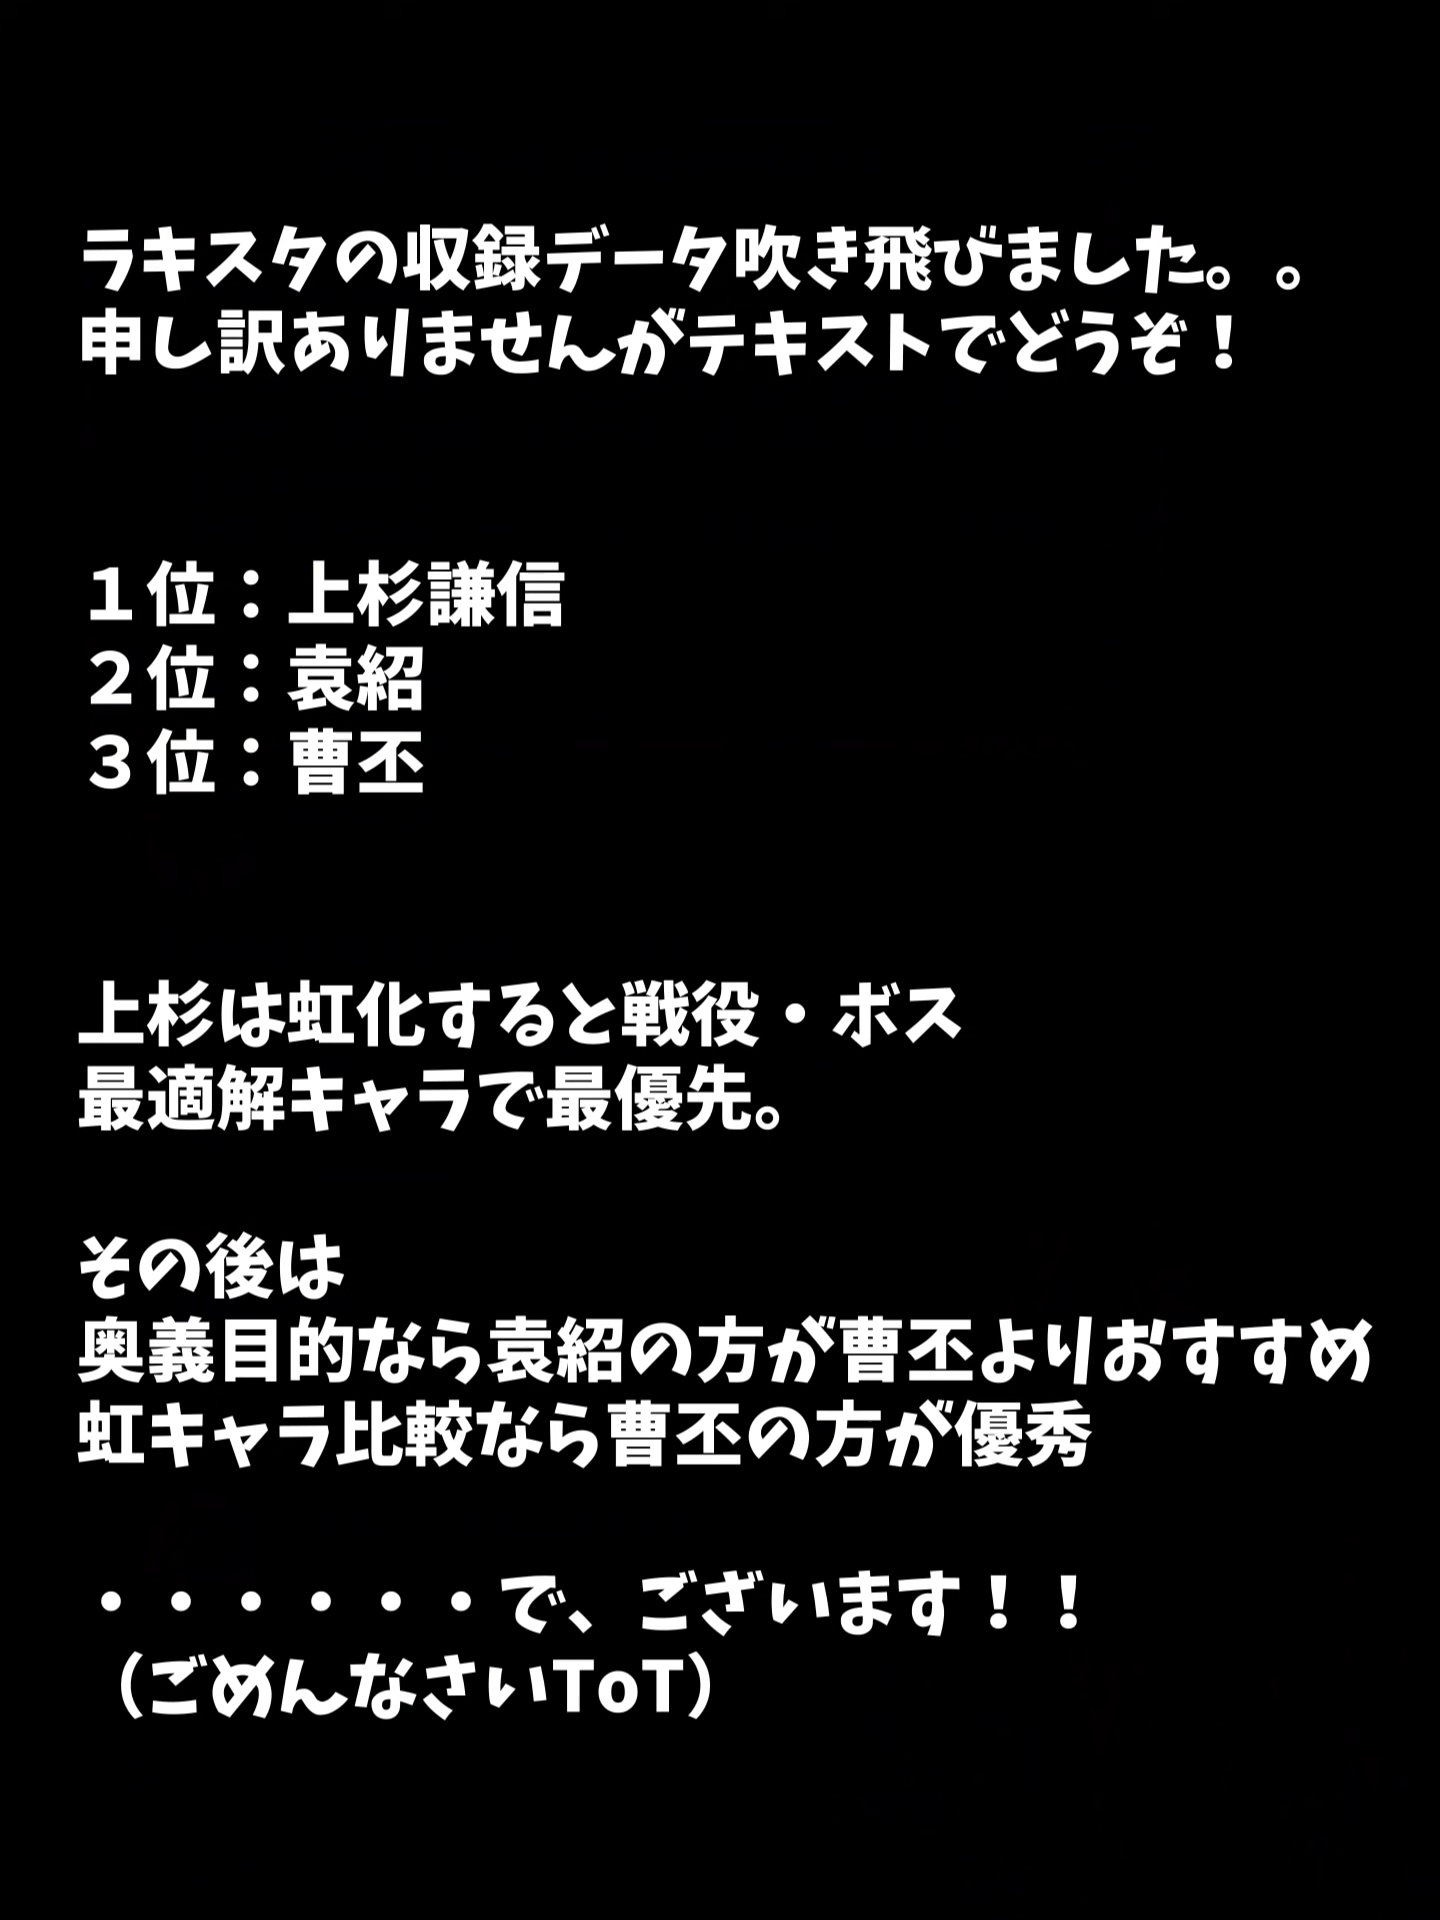 ラキスタの収録データ吹き飛びました。。
申し訳ありませんがテキストでどうぞ！
１位：上杉謙信
２位：袁紹
３位：曹丕
上杉は虹化すると戦役・ボス
最適解キャラで最優先。
その後は
奥義目的なら袁紹の方が曹丕よりおすすめ
虹キャラ比較なら曹丕の方が優秀
・・・・・・で、ございます！！
（ごめんなさいToT）